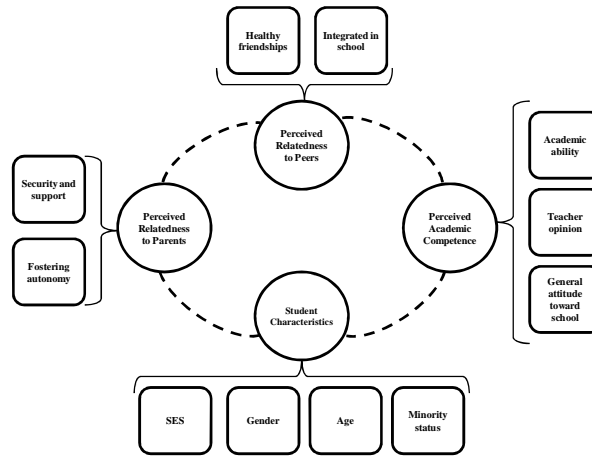 Healthy
friendships
Integrated in
school
Perceived
Relatedness
to Peers
Academic
ability
Security and
support
Perceived
Relatedness
to Parents
Perceived
Academic
Competence
Teacher
opinion
Fostering
autonomy
General
attitude
toward
school
Student
Characteristics
SES
Gender
Age
Minority
status